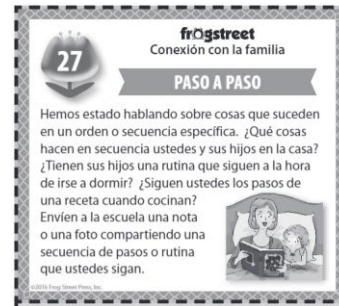 27
frogstreet
Conexión con la familia
PASO A PASO
Hemos estado hablando sobre cosas que suceden
en un orden o secuencia específica. ¿Qué cosas
hacen en secuencia ustedes y sus hijos en la casa?
¿Tienen sus hijos una rutina que siguen a la hora
de irse a dormir? ¿Siguen ustedes los pasos de
una receta cuando cocinan?
Envíen a la escuela una nota
o una foto compartiendo una
secuencia de pasos o rutina
que ustedes sigan.
©2016 Frog Street Press, Inc.